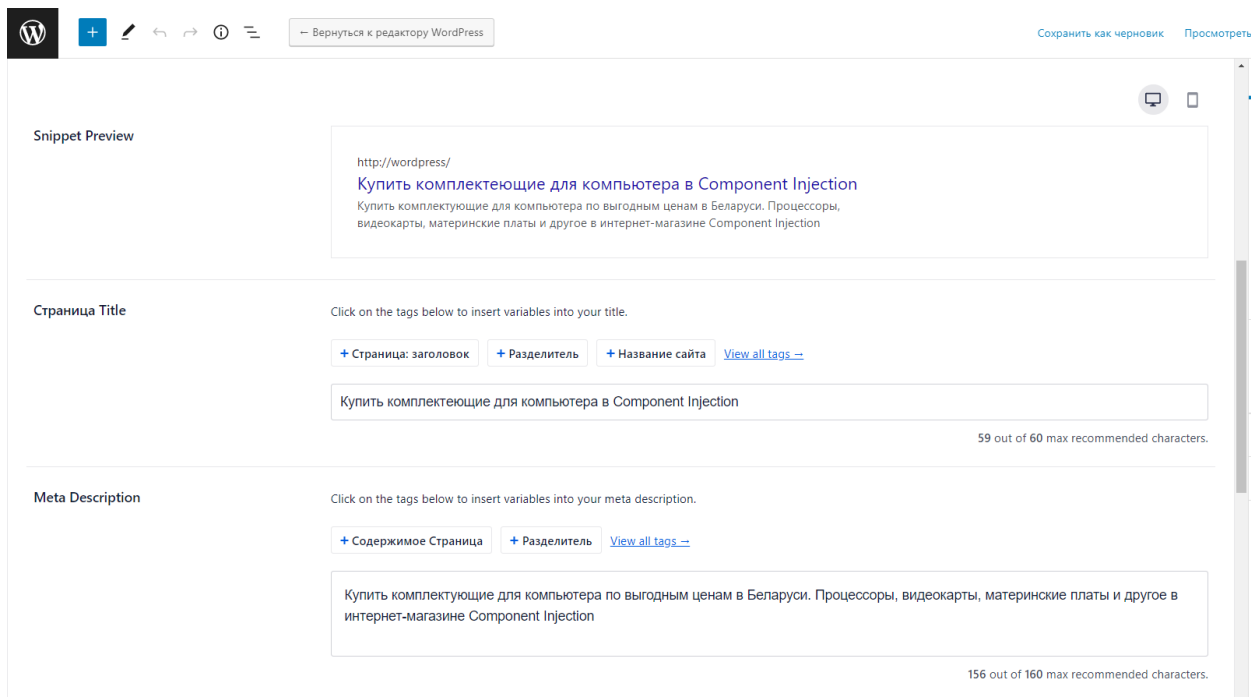 ← Вернуться к редактору WordPress
Сохранить как черновик
Просмотреть
Snippet Preview
http://wordpress/
Купить комплектеющие для компьютера в Component Injection
Купить комплектующие для компьютера по выгодным ценам в Беларуси. Процессоры,
видеокарты, материнские платы и другое в интернет-магазине Component Injection
Страница Title
Click on the tags below to insert variables into your title.
+ Страница: заголовок
+ Разделитель
+ Название сайта
View all tags →
Купить комплектеющие для компьютера в Component Injection
59 out of 60 max recommended characters.
Meta Description
Click on the tags below to insert variables into your meta description.
+ Содержимое Страница
+ Разделитель
View all tags →
Купить комплектующие для компьютера по выгодным ценам в Беларуси. Процессоры, видеокарты, материнские платы и другое в
интернет-магазине Component Injection
156 out of 160 max recommended characters.